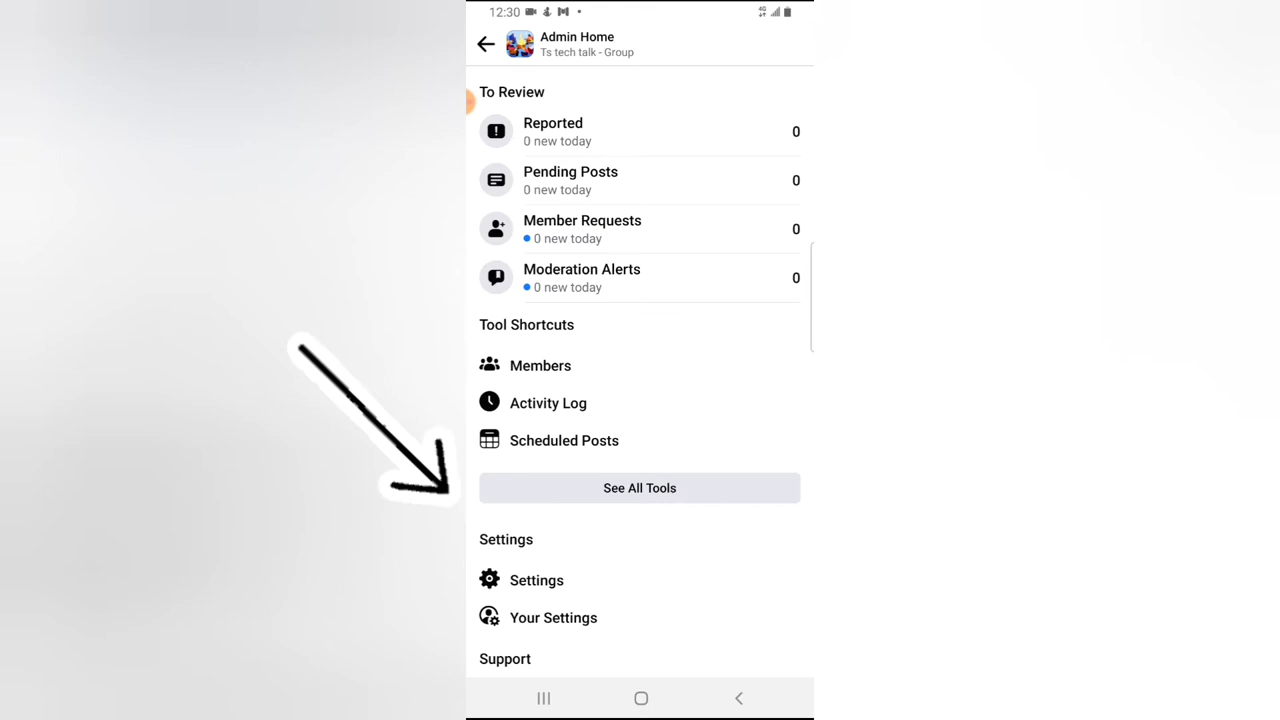 12:30
4G
Admin Home
Ts tech talk - Group
To Review
Reported
0 new today
0
Pending Posts
0 new today
0
Member Requests
0 new today
0
Moderation Alerts
0 new today
0
Tool Shortcuts
Members
Activity Log
Scheduled Posts
See All Tools
Settings
Settings
Your Settings
Support